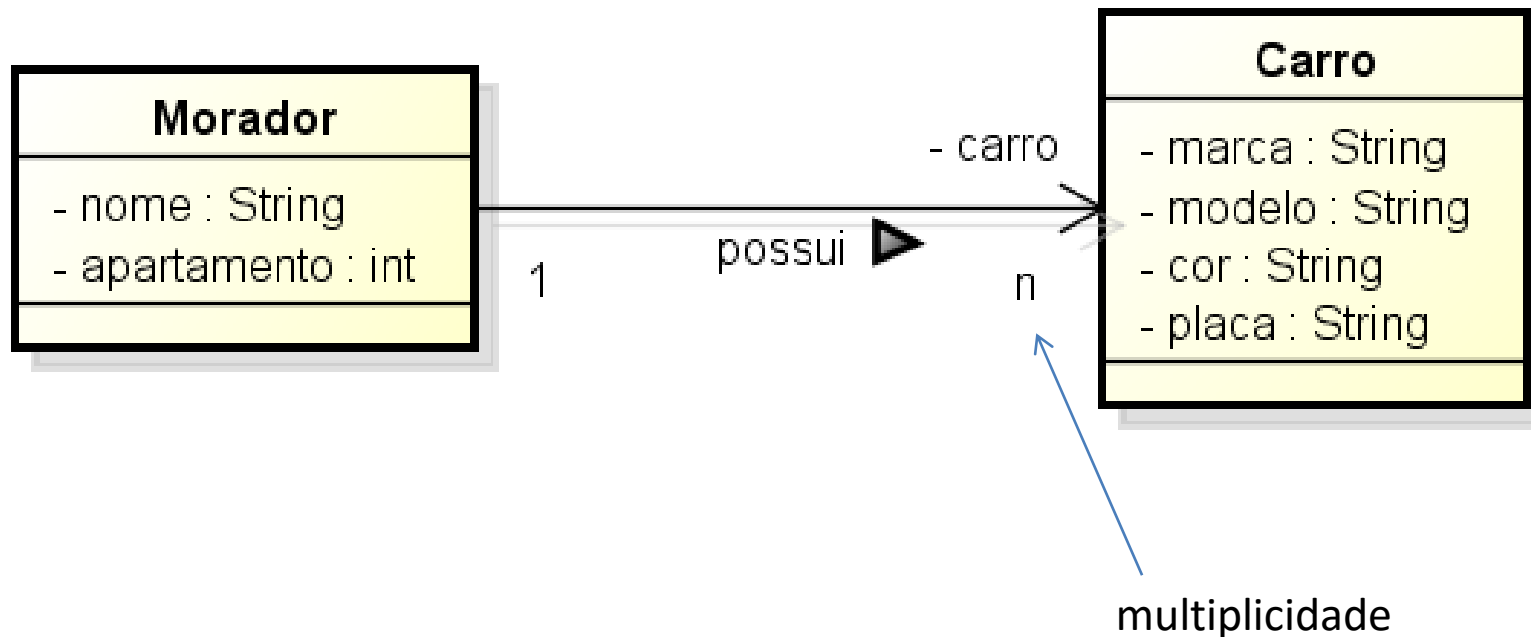 Morador
- nome : String
- apartamento : int
1
possui
- carro
n
Carro
- marca : String
- modelo : String
- cor : String
- placa : String
multiplicidade